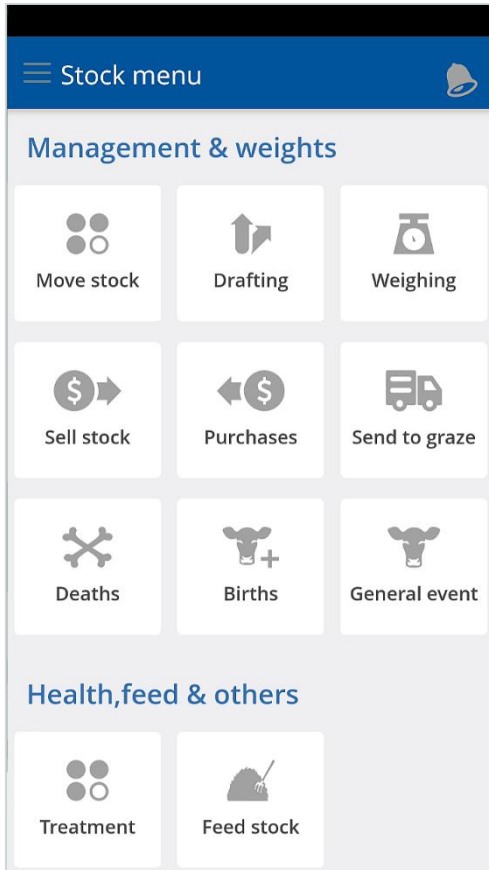 Stock menu
Management & weights
Move stock
Drafting
Weighing
Sell stock
Purchases
Send to graze
Deaths
Births
General event
Health,feed & others
Treatment
Feed stock